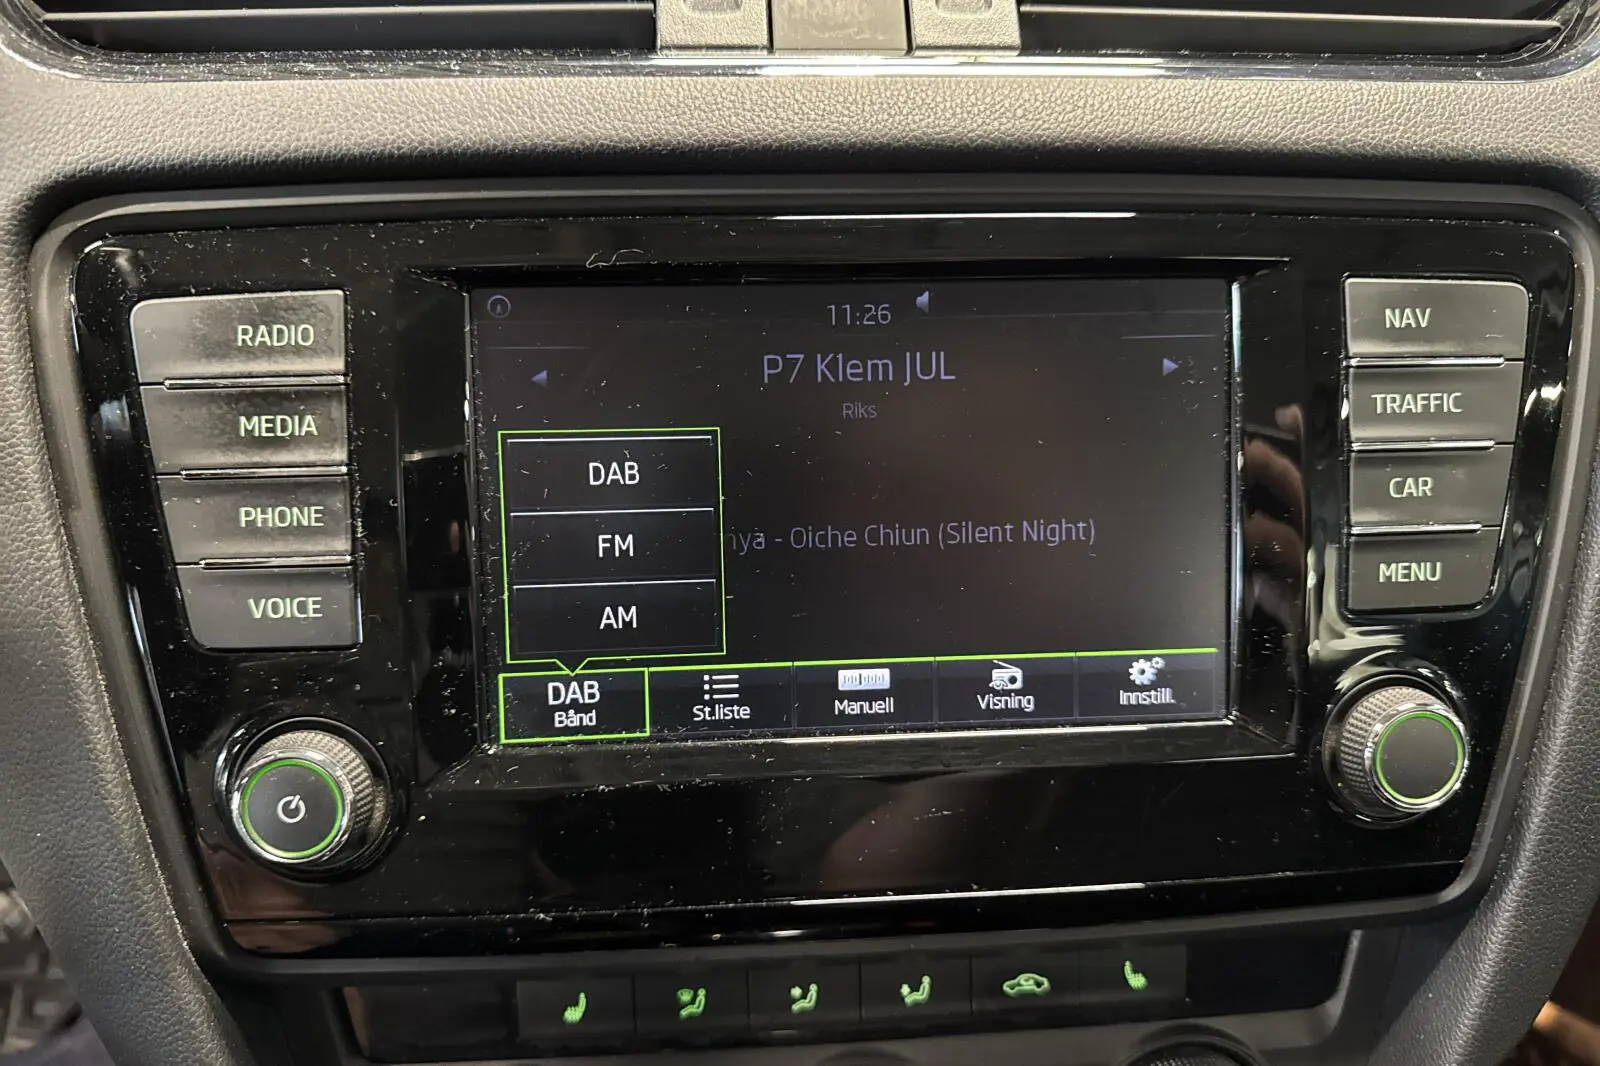 11:26
P7 Klem JUL
Riks
RADIO
MEDIA
PHONE
VOICE
DAB
FM
AM
nya - Oiche Chiun (Silent Night)
DAB
Bånd
St.liste
Manuell
Visning
Innstill.
NAV
TRAFFIC
CAR
MENU